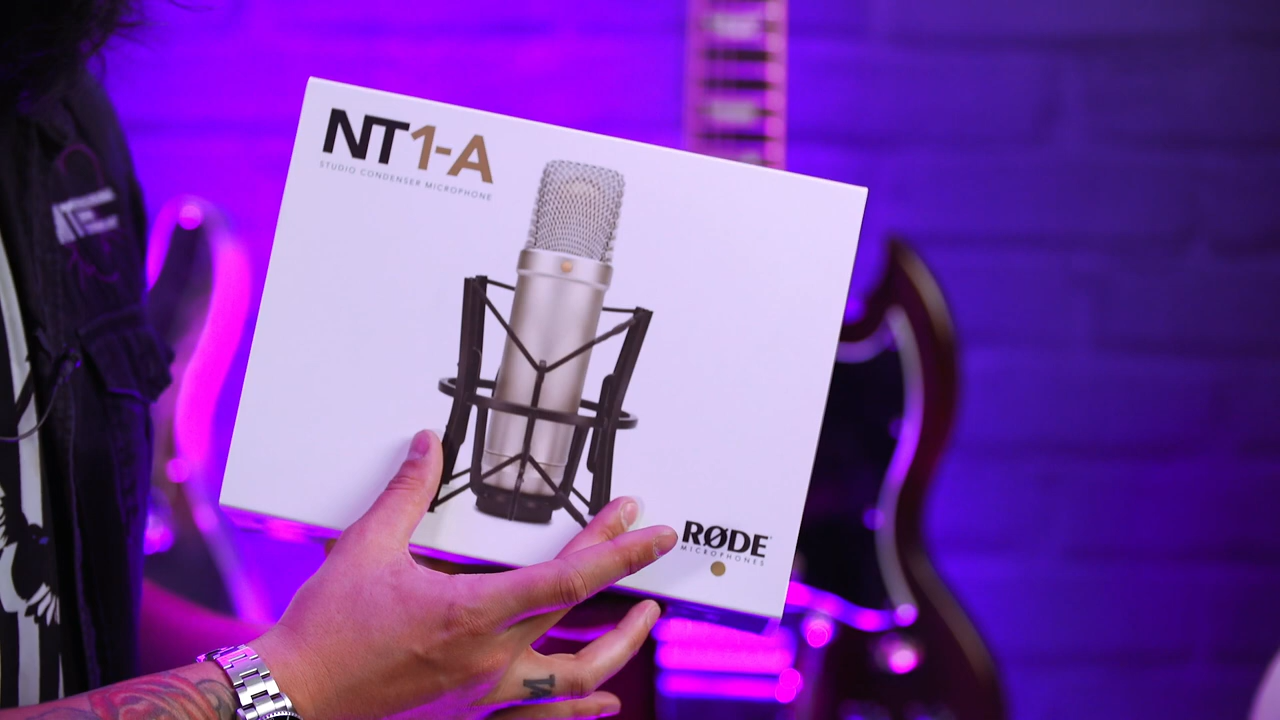 NT1-A
STUDIO CONDENSER MICROPHONE
RØDE
MICROPHONES